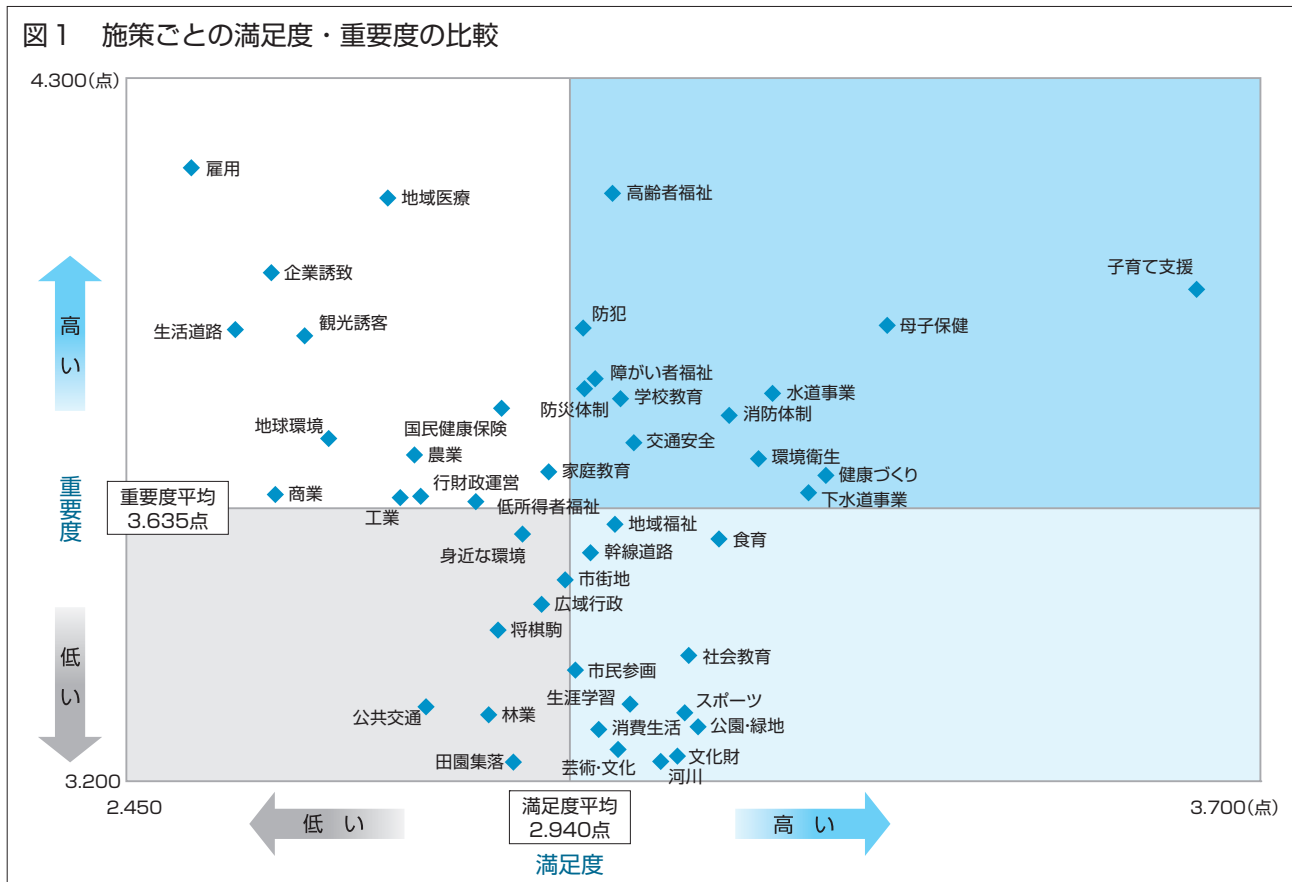 図1 施策ごとの満足度・重要度の比較
4.300(点)
雇用
地域医療
高齢者福祉
企業誘致
子育て支援
生活道路
観光誘客
防犯
母子保健
障がい者福祉
防災体制
学校教育
水道事業
消防体制
国民健康保険
地球環境
農業
交通安全
家庭教育
環境衛生
健康づくり
商業
工業
行財政運営
低所得者福祉
下水道事業
高い
重要度
低い
重要度平均
3.635点
身近な環境
地域福祉
食育
幹線道路
市街地
広域行政
将棋駒
社会教育
市民参画
生涯学習
スポーツ
公共交通
林業
消費生活
公園・緑地
田園集落
芸術・文化
文化財
河川
3.200
2.450
3.700(点)
低い
満足度平均
2.940点
高い
満足度